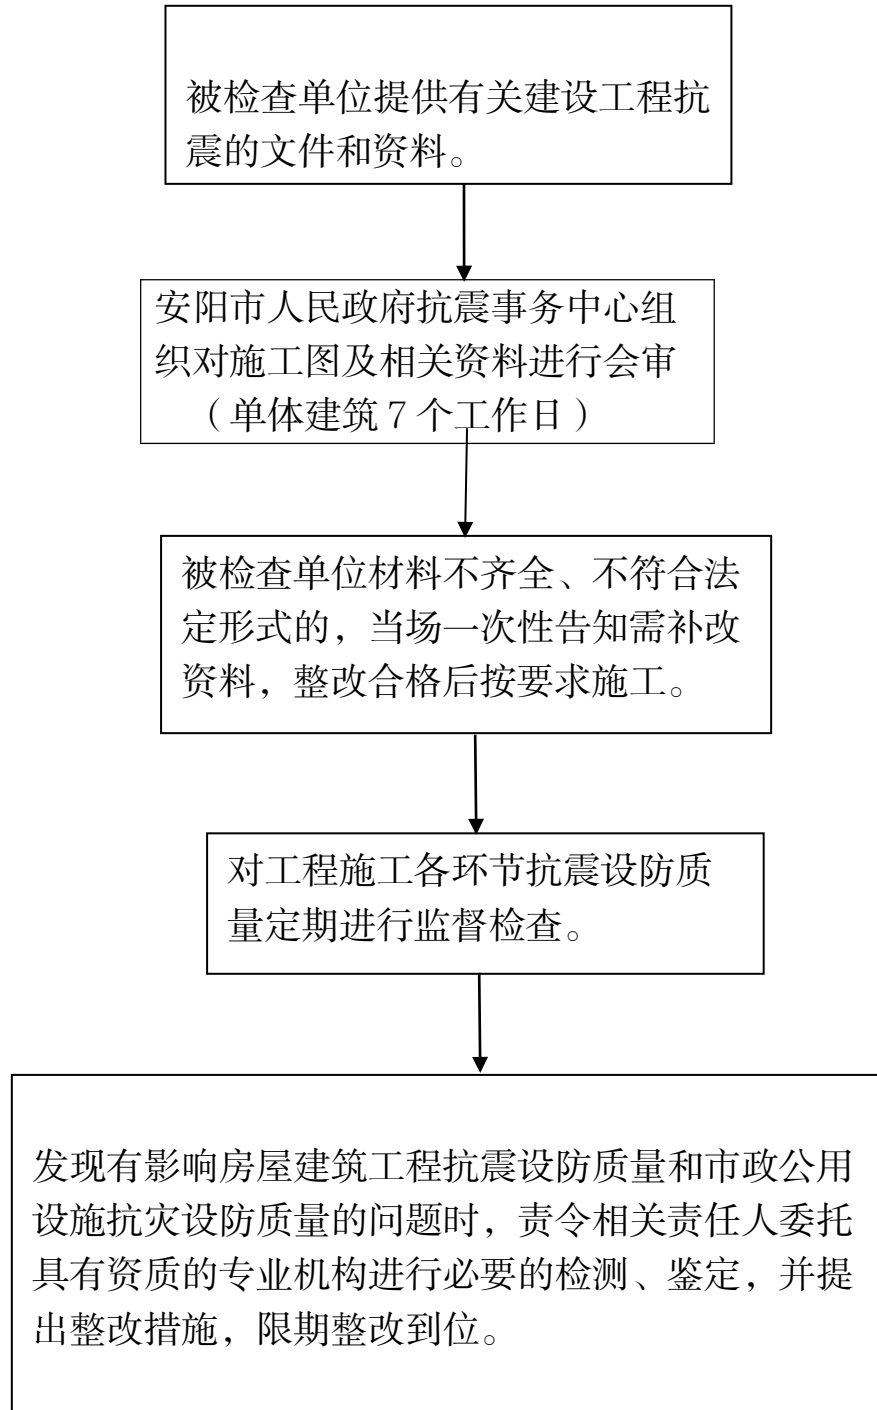 被检查单位提供有关建设工程抗
震的文件和资料。
安阳市人民政府抗震事务中心组
织对施工图及相关资料进行会审
（单体建筑7个工作日）
被检查单位材料不齐全、不符合法
定形式的，当场一次性告知需补改
资料，整改合格后按要求施工。
对工程施工各环节抗震设防质
量定期进行监督检查。
发现有影响房屋建筑工程抗震设防质量和市政公用
设施抗灾设防质量的问题时，责令相关责任人委托
具有资质的专业机构进行必要的检测、鉴定，并提
出整改措施，限期整改到位。